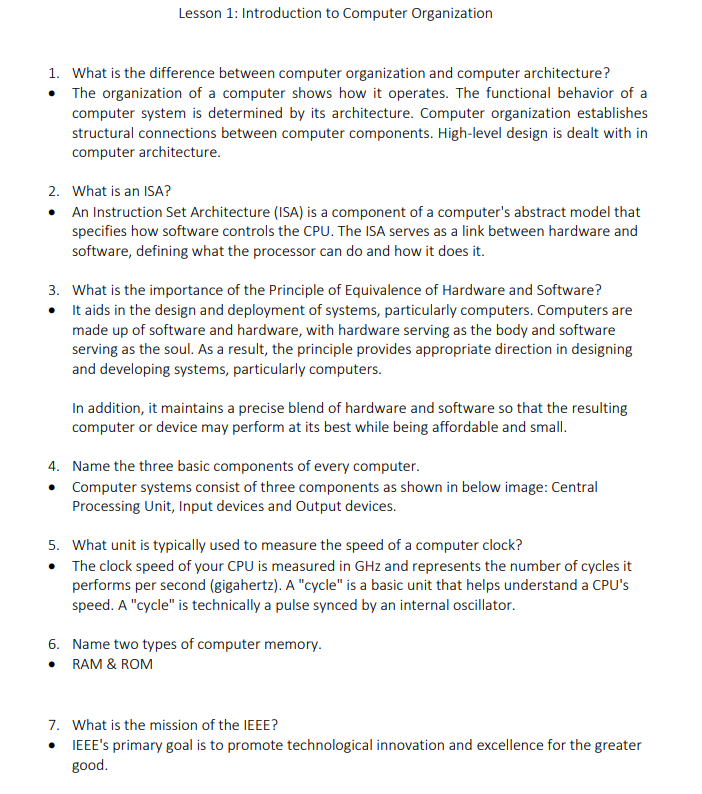 Lesson 1: Introduction to Computer Organization
1. What is the difference between computer organization and computer architecture?
• The organization of a computer shows how it operates. The functional behavior of a
computer system is determined by its architecture. Computer organization establishes
structural connections between computer components. High-level design is dealt with in
computer architecture.
2. What is an ISA?
• An Instruction Set Architecture (ISA) is a component of a computer's abstract model that
specifies how software controls the CPU. The ISA serves as a link between hardware and
software, defining what the processor can do and how it does it.
3. What is the importance of the Principle of Equivalence of Hardware and Software?
• It aids in the design and deployment of systems, particularly computers. Computers are
made up of software and hardware, with hardware serving as the body and software
serving as the soul. As a result, the principle provides appropriate direction in designing
and developing systems, particularly computers.
In addition, it maintains a precise blend of hardware and software so that the resulting
computer or device may perform at its best while being affordable and small.
4. Name the three basic components of every computer.
• Computer systems consist of three components as shown in below image: Central
Processing Unit, Input devices and Output devices.
5. What unit is typically used to measure the speed of a computer clock?
• The clock speed of your CPU is measured in GHz and represents the number of cycles it
performs per second (gigahertz). A "cycle" is a basic unit that helps understand a CPU's
speed. A "cycle" is technically a pulse synced by an internal oscillator.
6. Name two types of computer memory.
• RAM & ROM
7. What is the mission of the IEEE?
• IEEE's primary goal is to promote technological innovation and excellence for the greater
good.